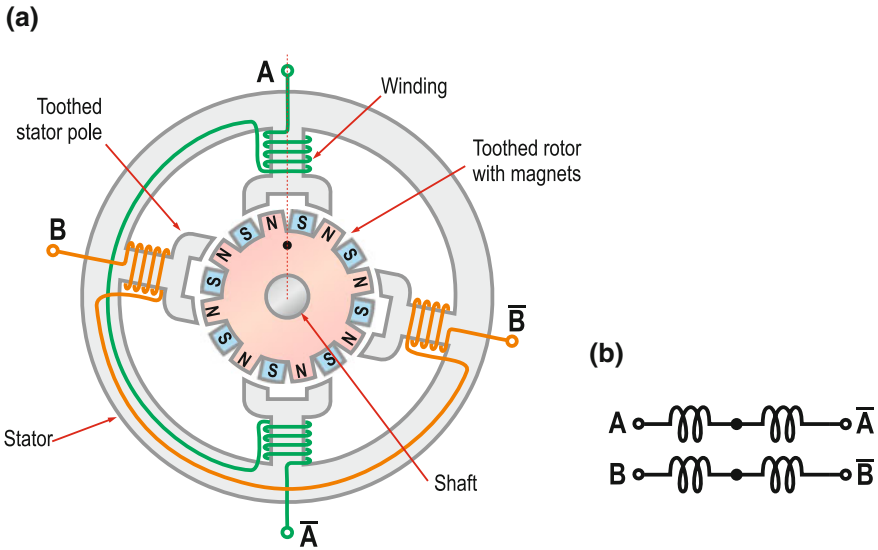 (a)
A
Winding
Toothed
stator pole
Toothed rotor
with magnets
B
N
S
N
S
N
S
N
S
N
S
N
S
N
S
N
S
B̅
Stator
Shaft
A̅
(b)
A A̅
B B̅